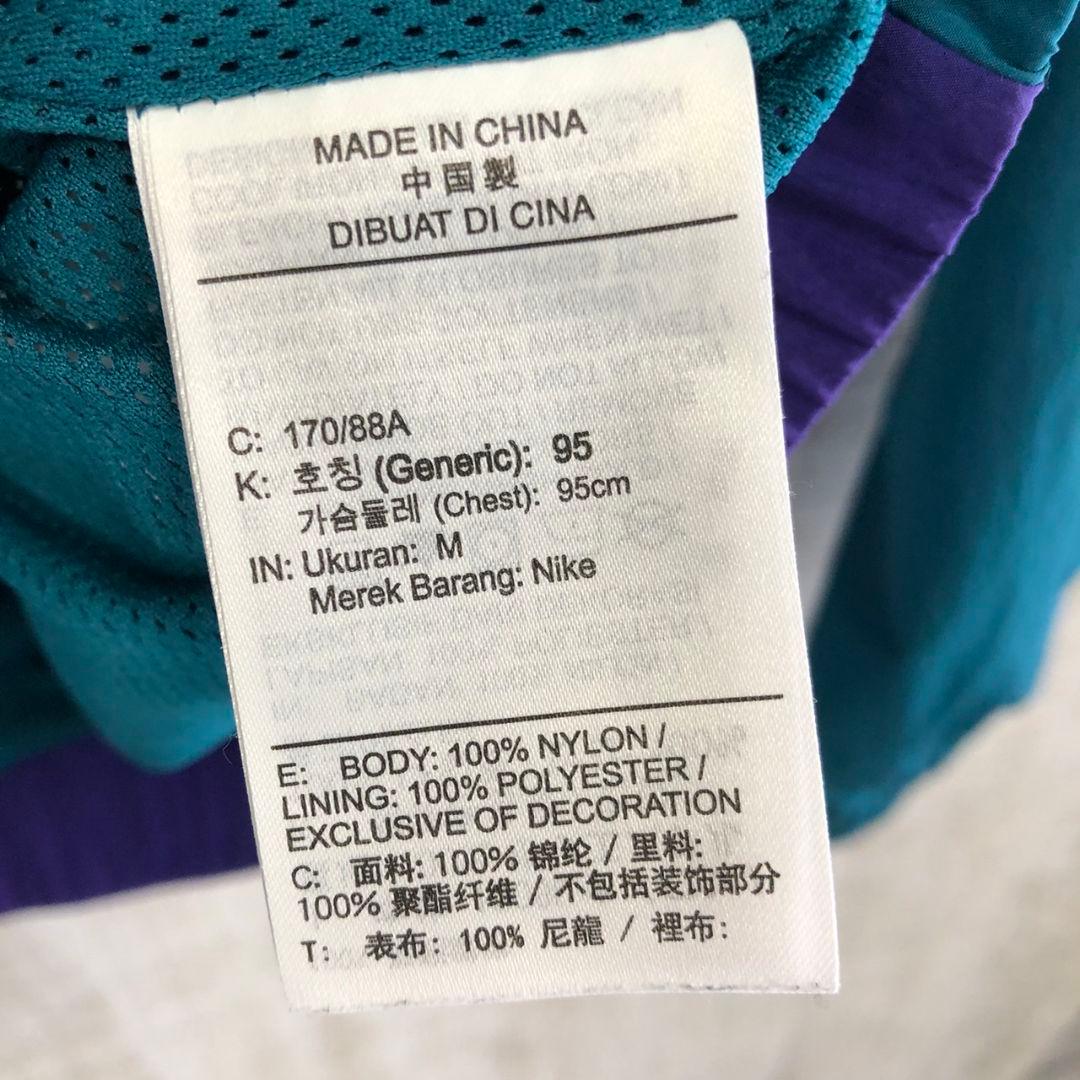 MADE IN CHINA
中国製
DIBUAT DI CINA
C: 170/88A
K: 호칭 (Generic): 95
가슴둘레 (Chest): 95cm
IN: Ukuran: M
Merek Barang: Nike
E: BODY: 100% NYLON /
LINING: 100% POLYESTER /
EXCLUSIVE OF DECORATION
C: 面料: 100% 锦纶 / 里料:
100% 聚酯纤维 / 不包括装饰部分
T: 表布: 100% 尼龍 / 裡布: